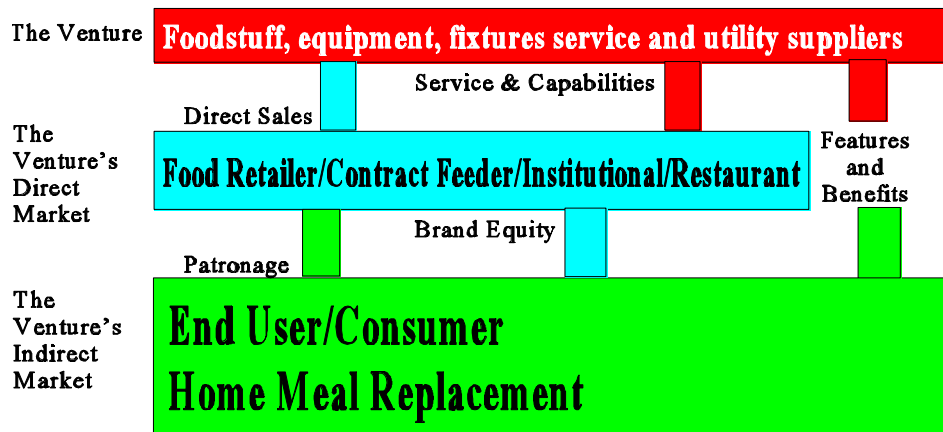 The Venture
Foodstuff, equipment, fixtures service and utility suppliers
Service & Capabilities
Direct Sales
The
Venture's
Direct
Market
Food Retailer/Contract Feeder/Institutional/Restaurant
Features
and
Benefits
Brand Equity
Patronage
The
Venture's
Indirect
Market
End User/Consumer
Home Meal Replacement